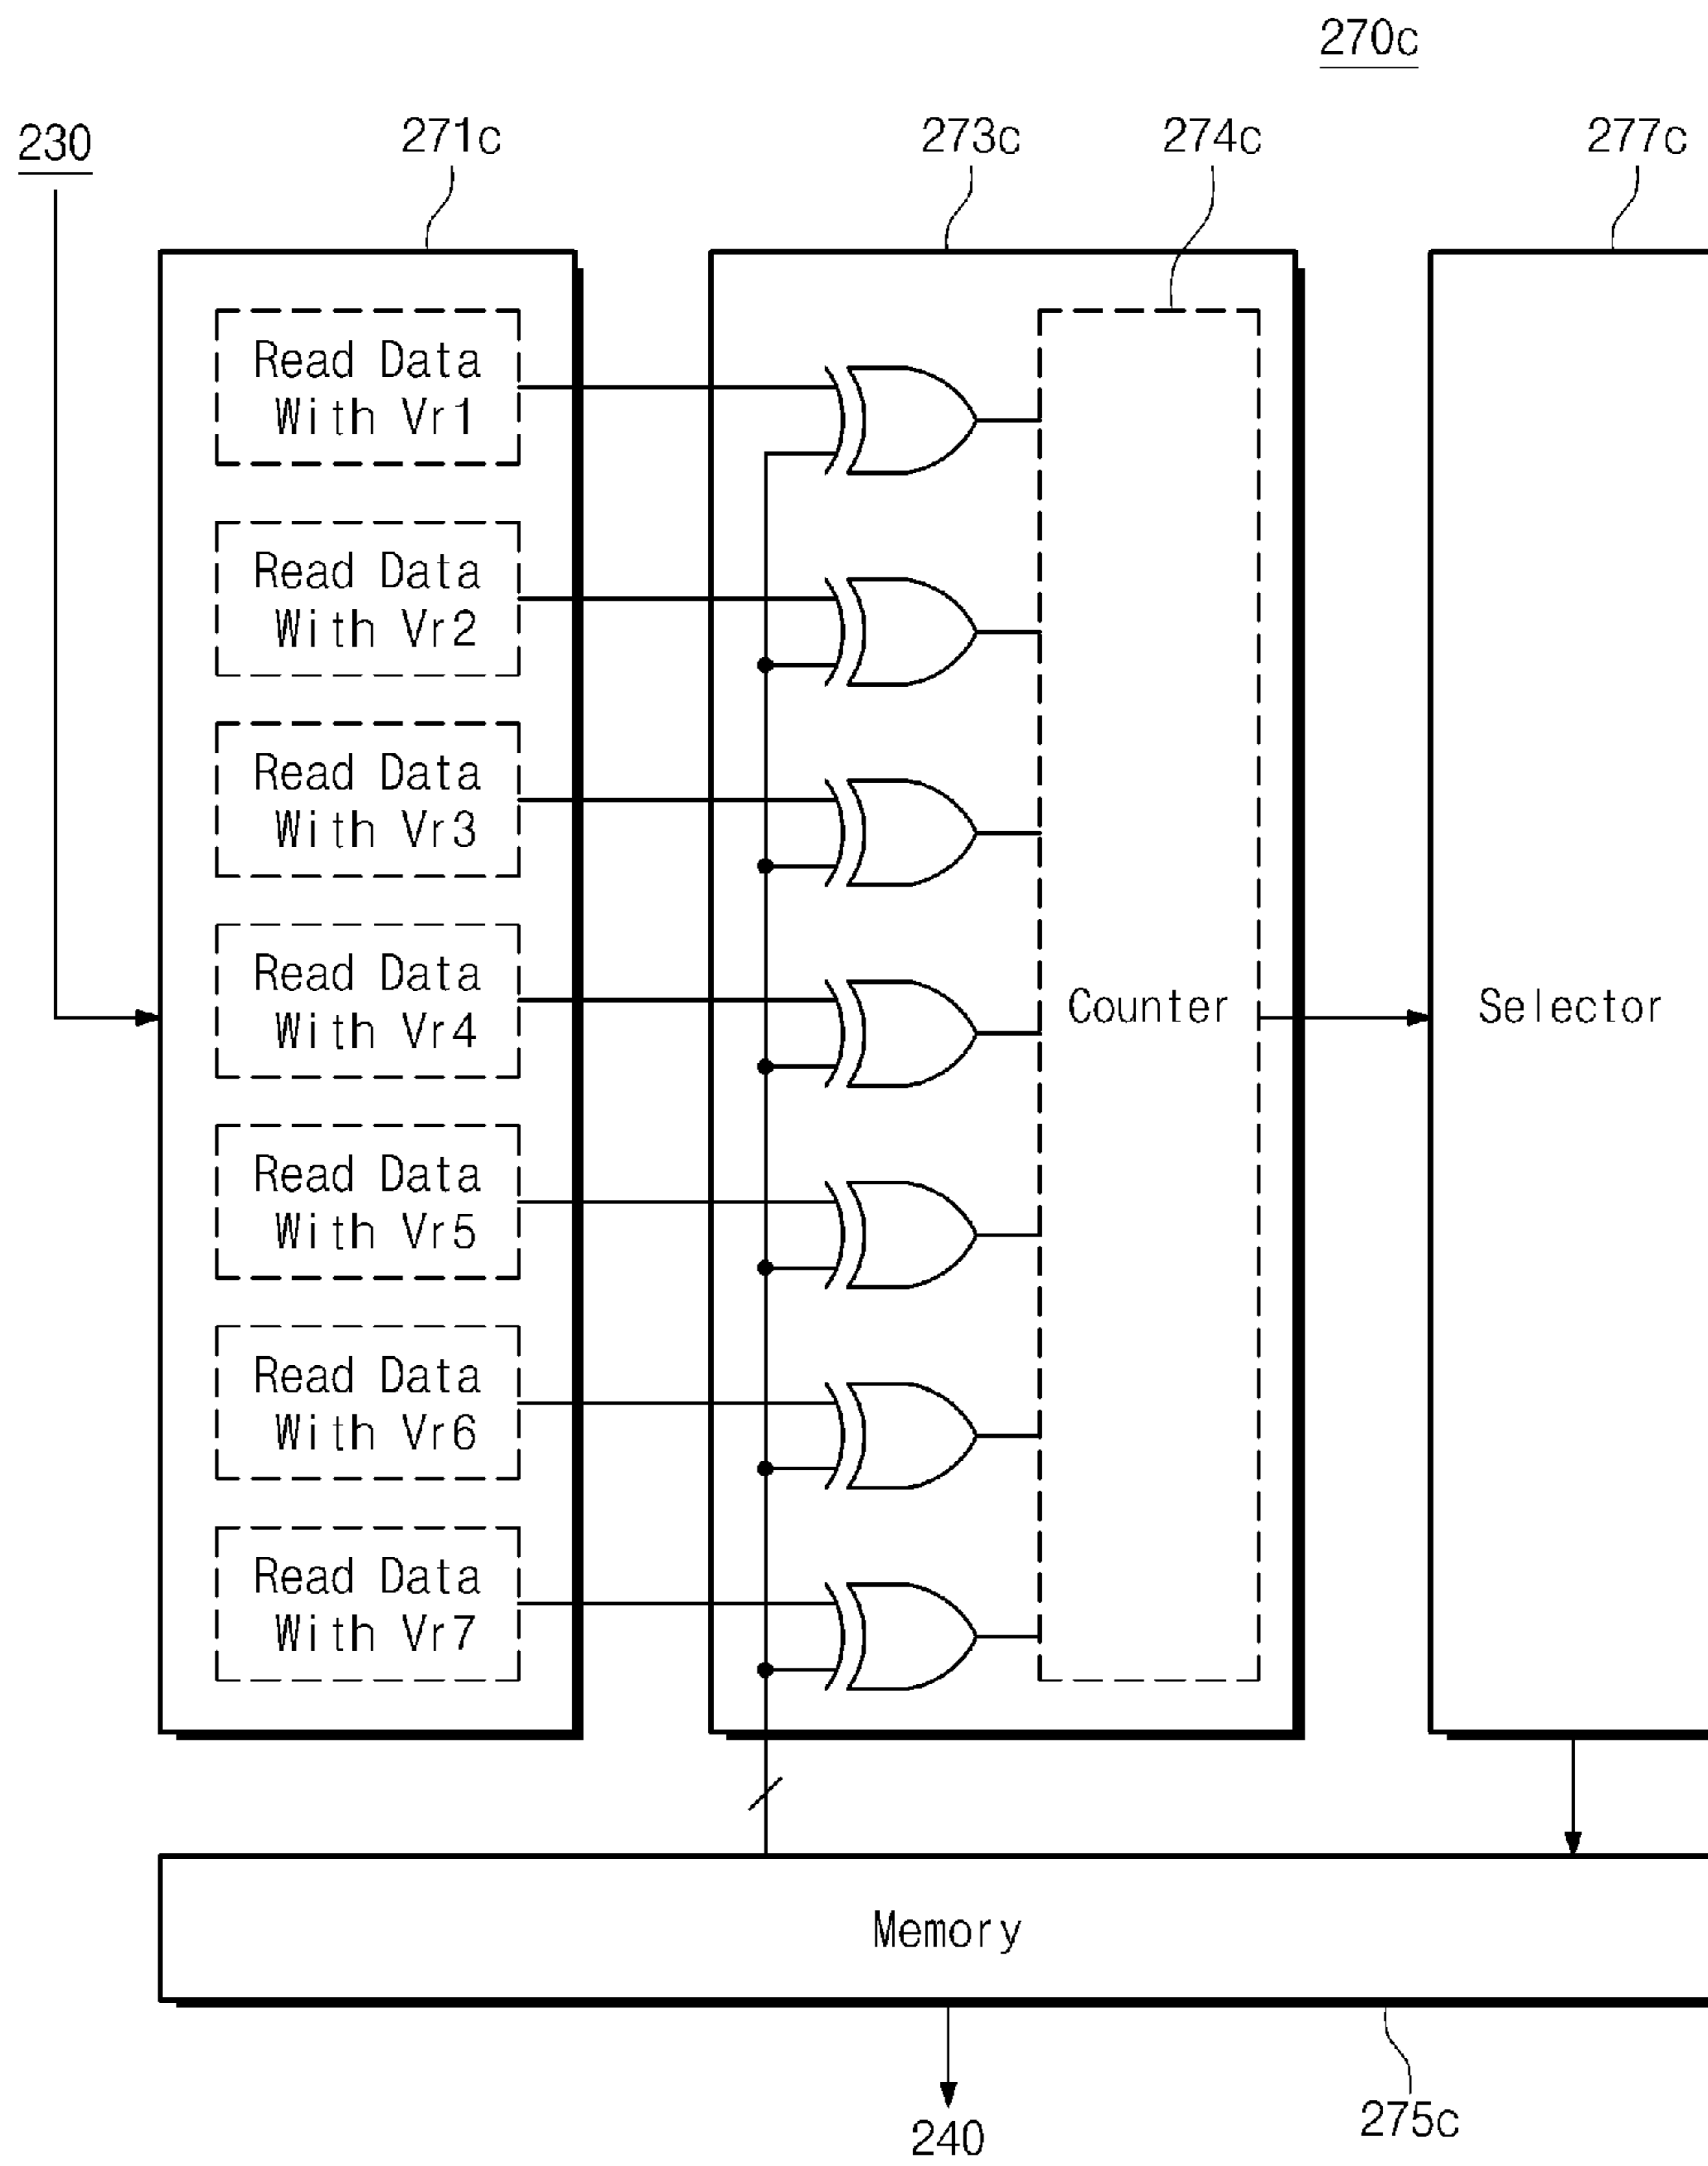 270c
230
271c
273c
274c
277c
Read Data
With Vr1
Read Data
With Vr2
Read Data
With Vr3
Read Data
With Vr4
Counter
Selector
Read Data
With Vr5
Read Data
With Vr6
Read Data
With Vr7
Memory
240
275c